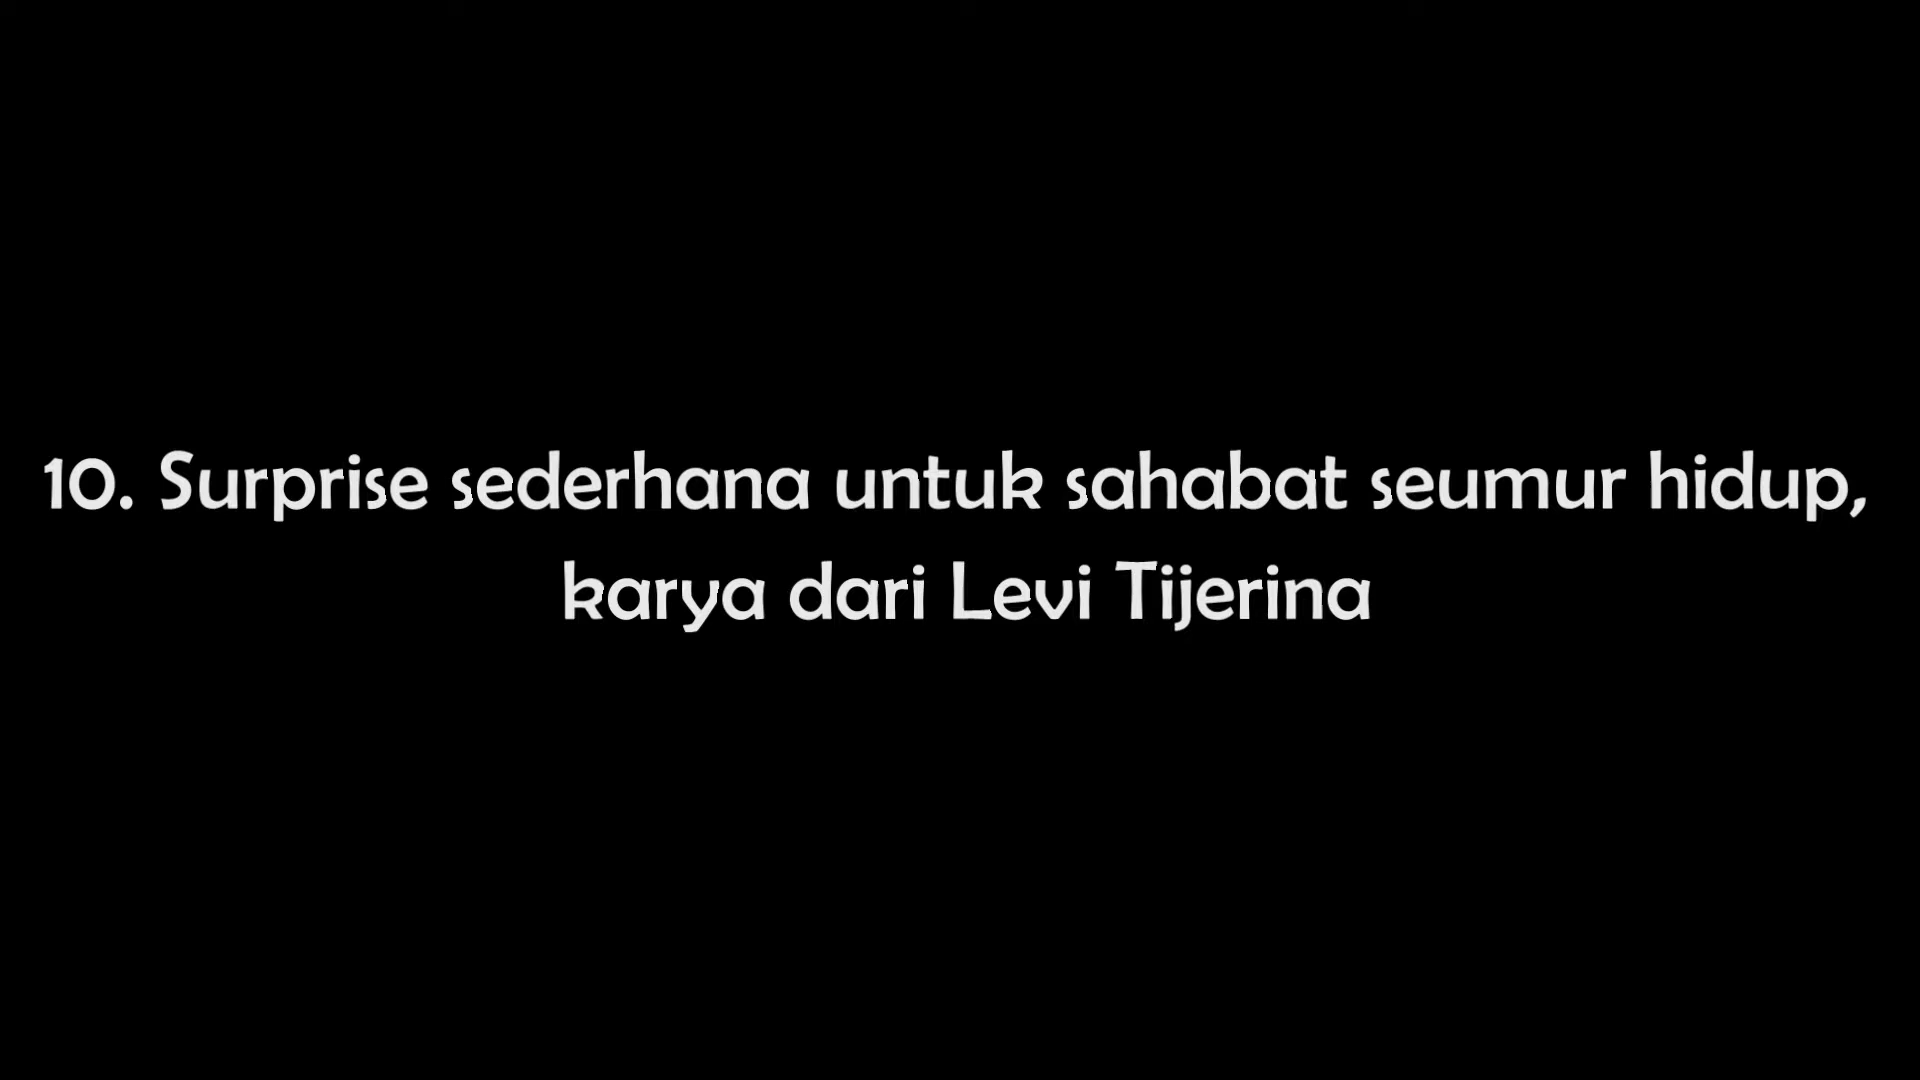 10. Surprise sederhana untuk sahabat seumur hidup,
karya dari Levi Tijerina